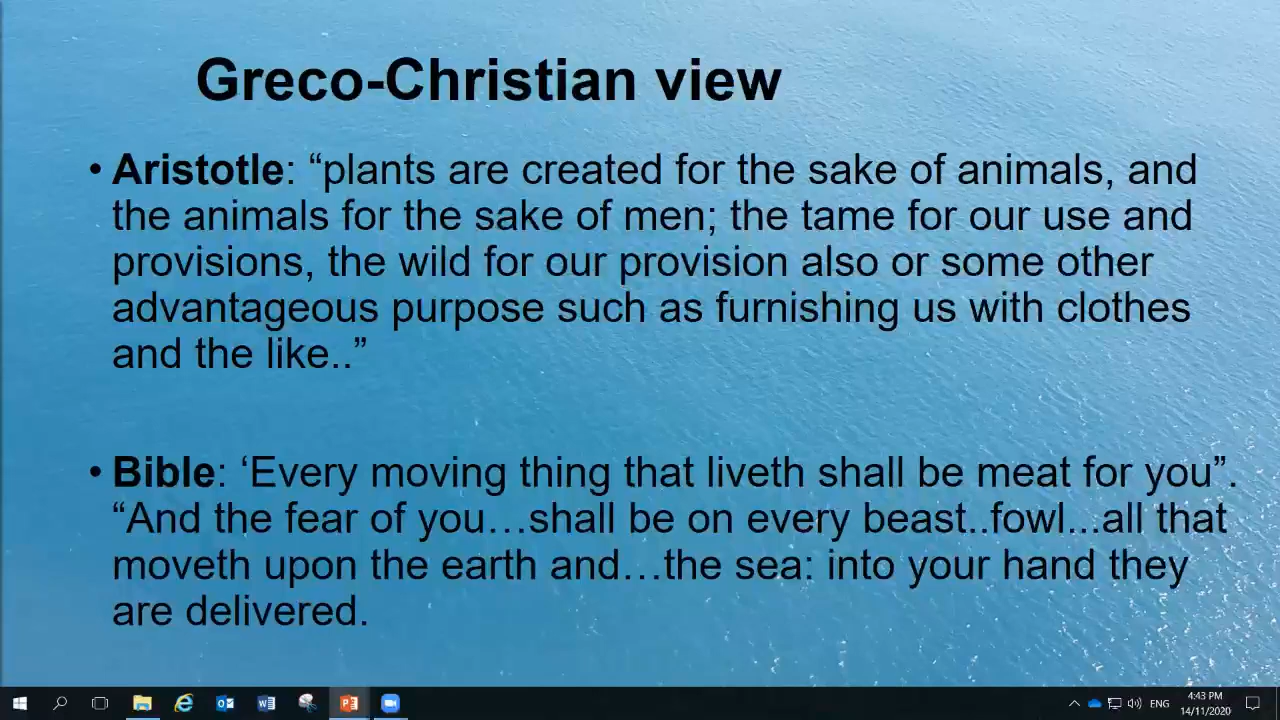 Greco-Christian view
• Aristotle: “plants are created for the sake of animals, and
the animals for the sake of men; the tame for our use and
provisions, the wild for our provision also or some other
advantageous purpose such as furnishing us with clothes
and the like..”
• Bible: ‘Every moving thing that liveth shall be meat for you”.
“And the fear of you…shall be on every beast..fowl...all that
moveth upon the earth and…the sea: into your hand they
are delivered.
ENG
4:43 PM
14/11/2020